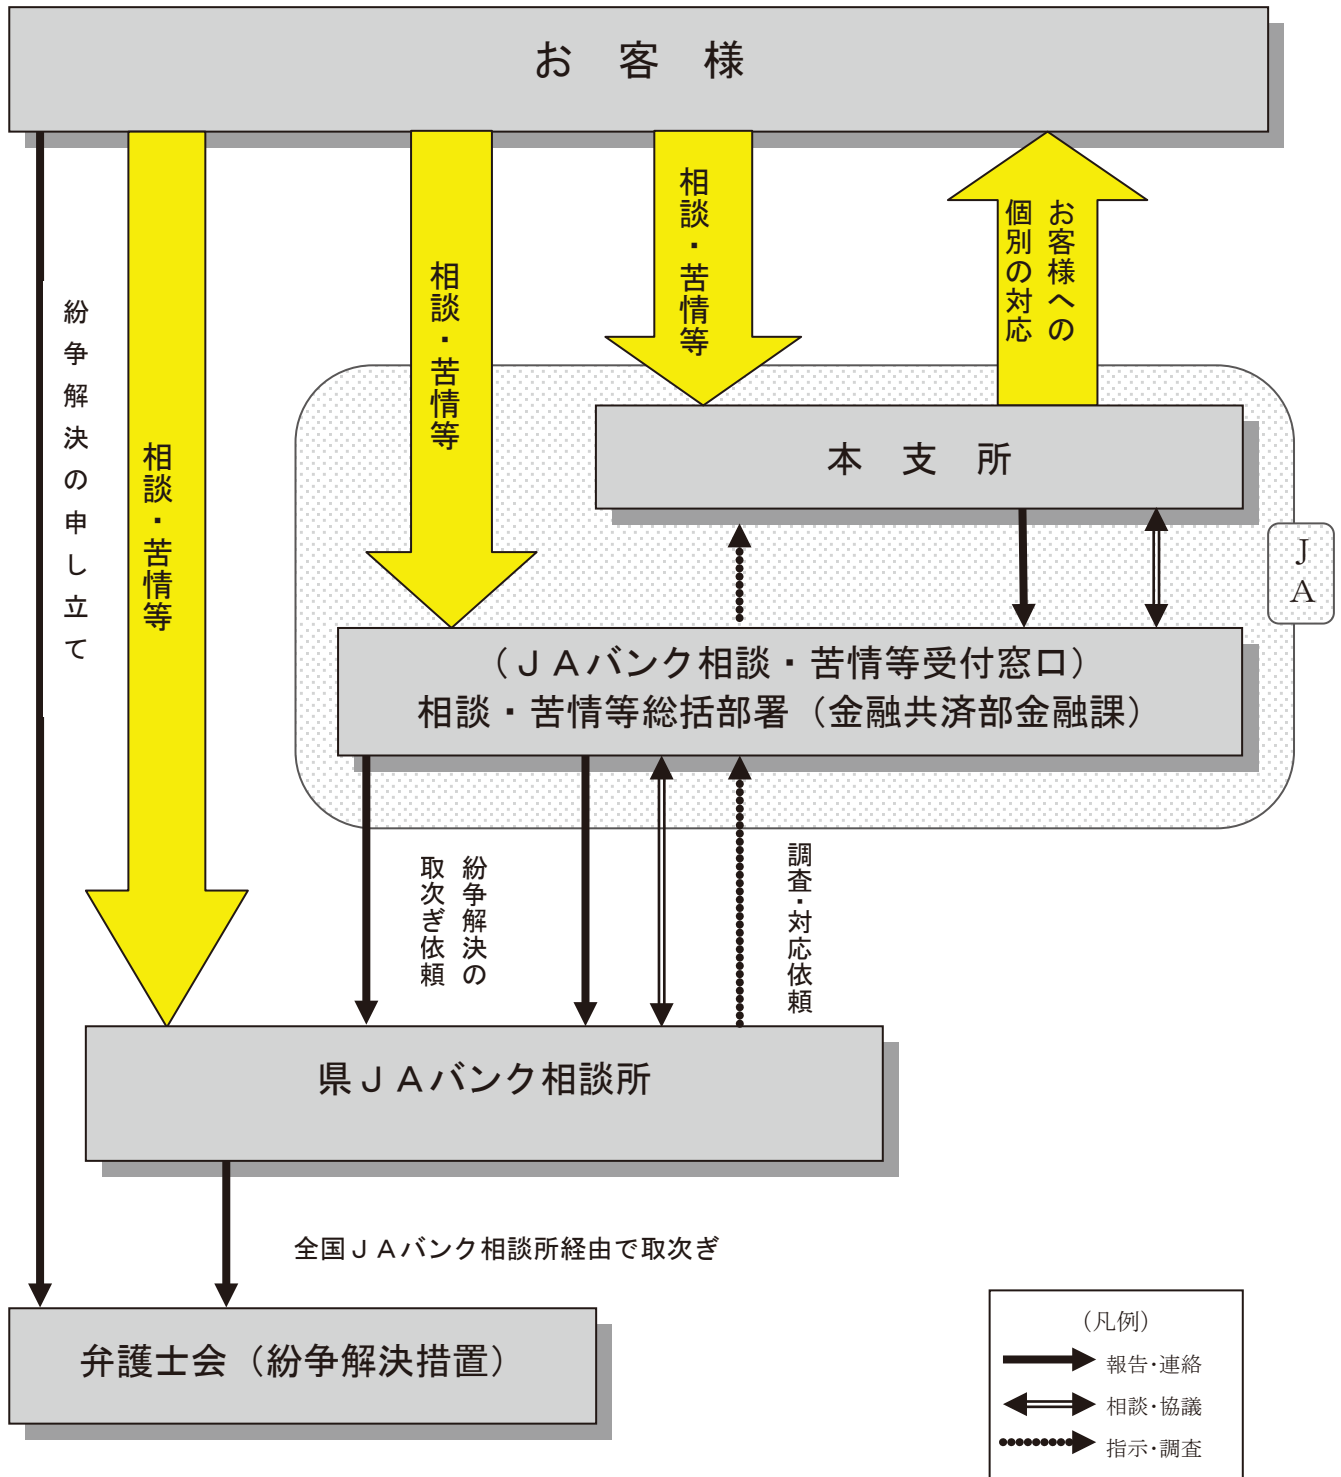 お　客　様
紛争解決の申し立て
相談・苦情等
相談・苦情等
相談・苦情等
お客様への
個別の対応
本　支　所
ＪＡ
（ＪＡバンク相談・苦情等受付窓口）
相談・苦情等総括部署（金融共済部金融課）
紛争解決の
取次ぎ依頼
調査・対応依頼
県ＪＡバンク相談所
全国ＪＡバンク相談所経由で取次ぎ
弁護士会（紛争解決措置）
（凡例）
報告・連絡
相談・協議
指示・調査